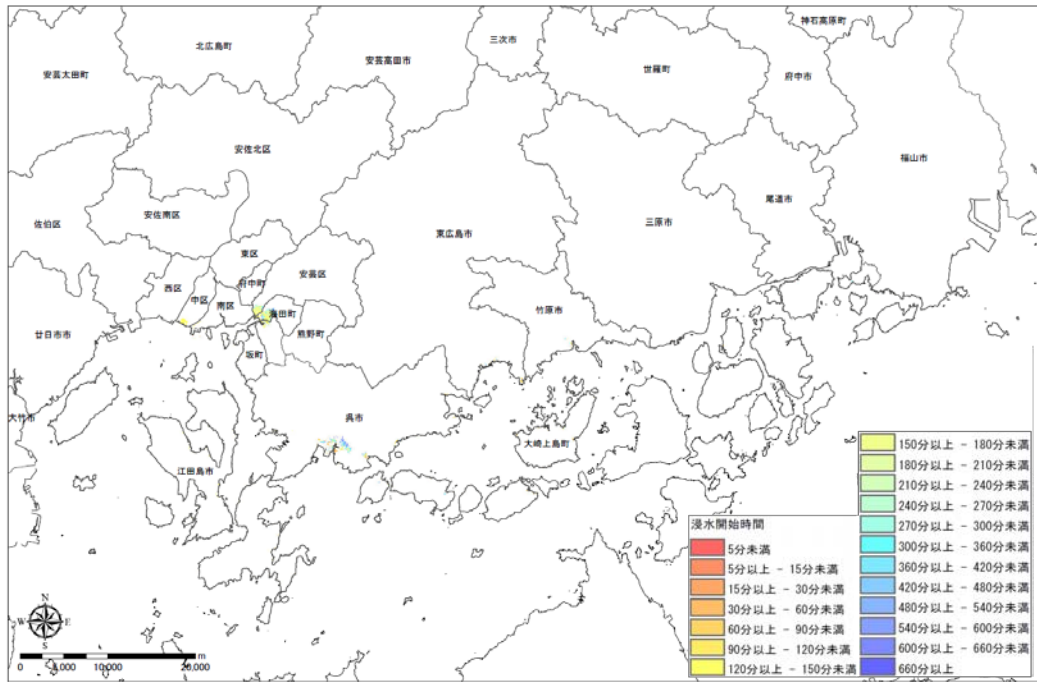 神石高原町
三次市
北広島町
安芸高田市
世羅町
府中市
安芸太田町
福山市
安佐北区
佐伯区
安佐南区
尾道市
三原市
東広島市
東区
安芸区
府中町
西区
中区
南区
海田町
竹原市
廿日市市
熊野町
坂町
大竹市
呉市
大崎上島町
江田島市
浸水開始時間
5分未満
5分以上 - 15分未満
15分以上 - 30分未満
30分以上 - 60分未満
60分以上 - 90分未満
90分以上 - 120分未満
120分以上 - 150分未満
150分以上 - 180分未満
180分以上 - 210分未満
210分以上 - 240分未満
240分以上 - 270分未満
270分以上 - 300分未満
300分以上 - 360分未満
360分以上 - 420分未満
420分以上 - 480分未満
480分以上 - 540分未満
540分以上 - 600分未満
600分以上 - 660分未満
660分以上
N
W E
S
m
0 5,000 10,000 20,000